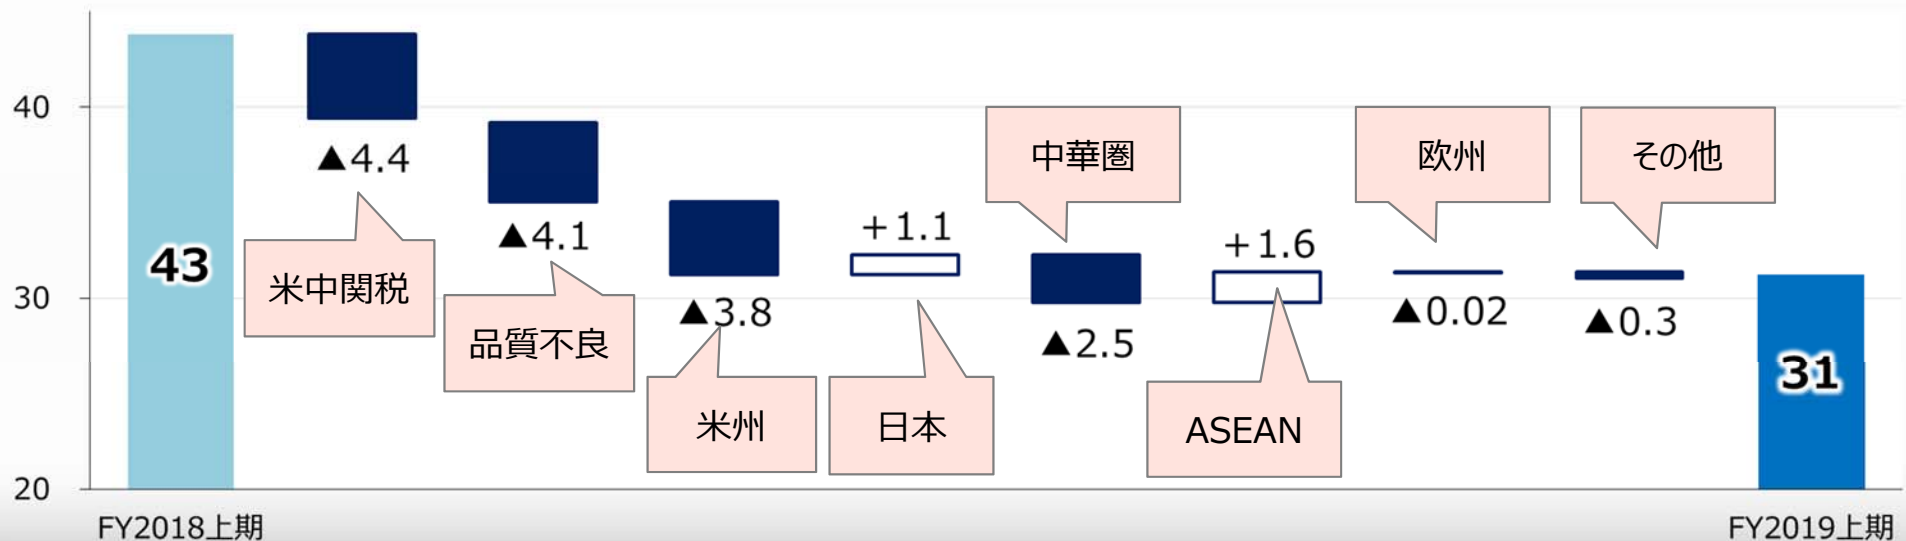 40
30
20
43
▲4.4
米中関税
▲4.1
品質不良
▲3.8
米州
+1.1
日本
中華圏
▲2.5
+1.6
ASEAN
欧州
▲0.02
その他
▲0.3
31
FY2018上期
FY2019上期